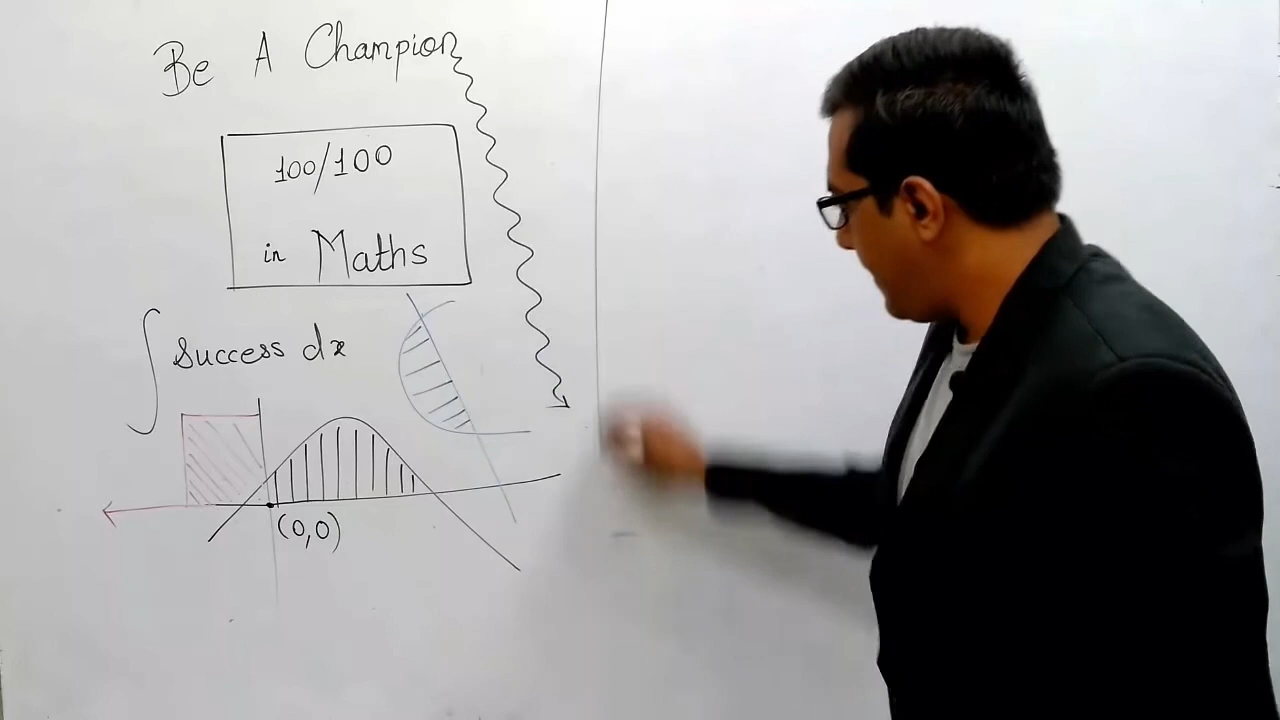 Be A Champion
100/100
in Maths
∫ success dx
(0,0)